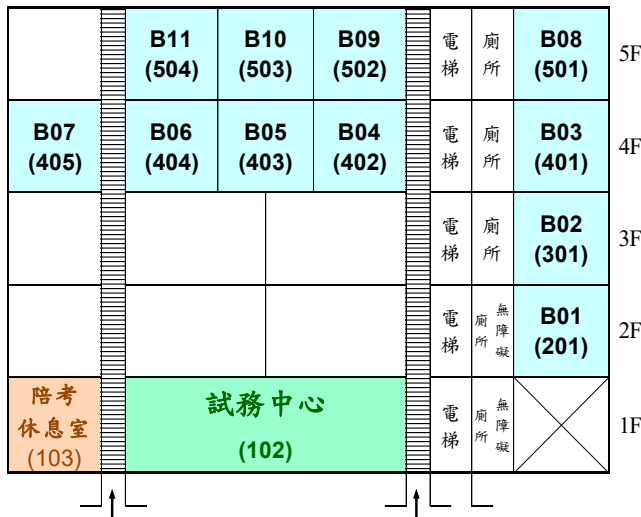 B11 B10 B09 電梯 廁所 B08 5F
(504) (503) (502) (501)
B07 B06 B05 B04 電梯 廁所 B03 4F
(405) (404) (403) (402) (401)
電梯 廁所 B02 3F
(301)
電梯 廁所 無障礙 B01 2F
(201)
陪考 試務中心 電梯 廁所 無障礙 1F
休息室
(103) (102)